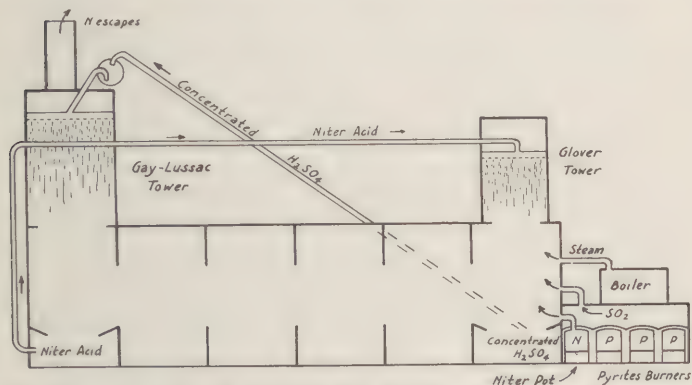 N escapes
Concentrated
H₂SO₄
Niter Acid
Gay-Lussac
Tower
Glover
Tower
Steam
Boiler
SO₂
Niter Acid
Concentrated
H₂SO₄
N
P
P
P
Niter Pot
Pyrites Burners